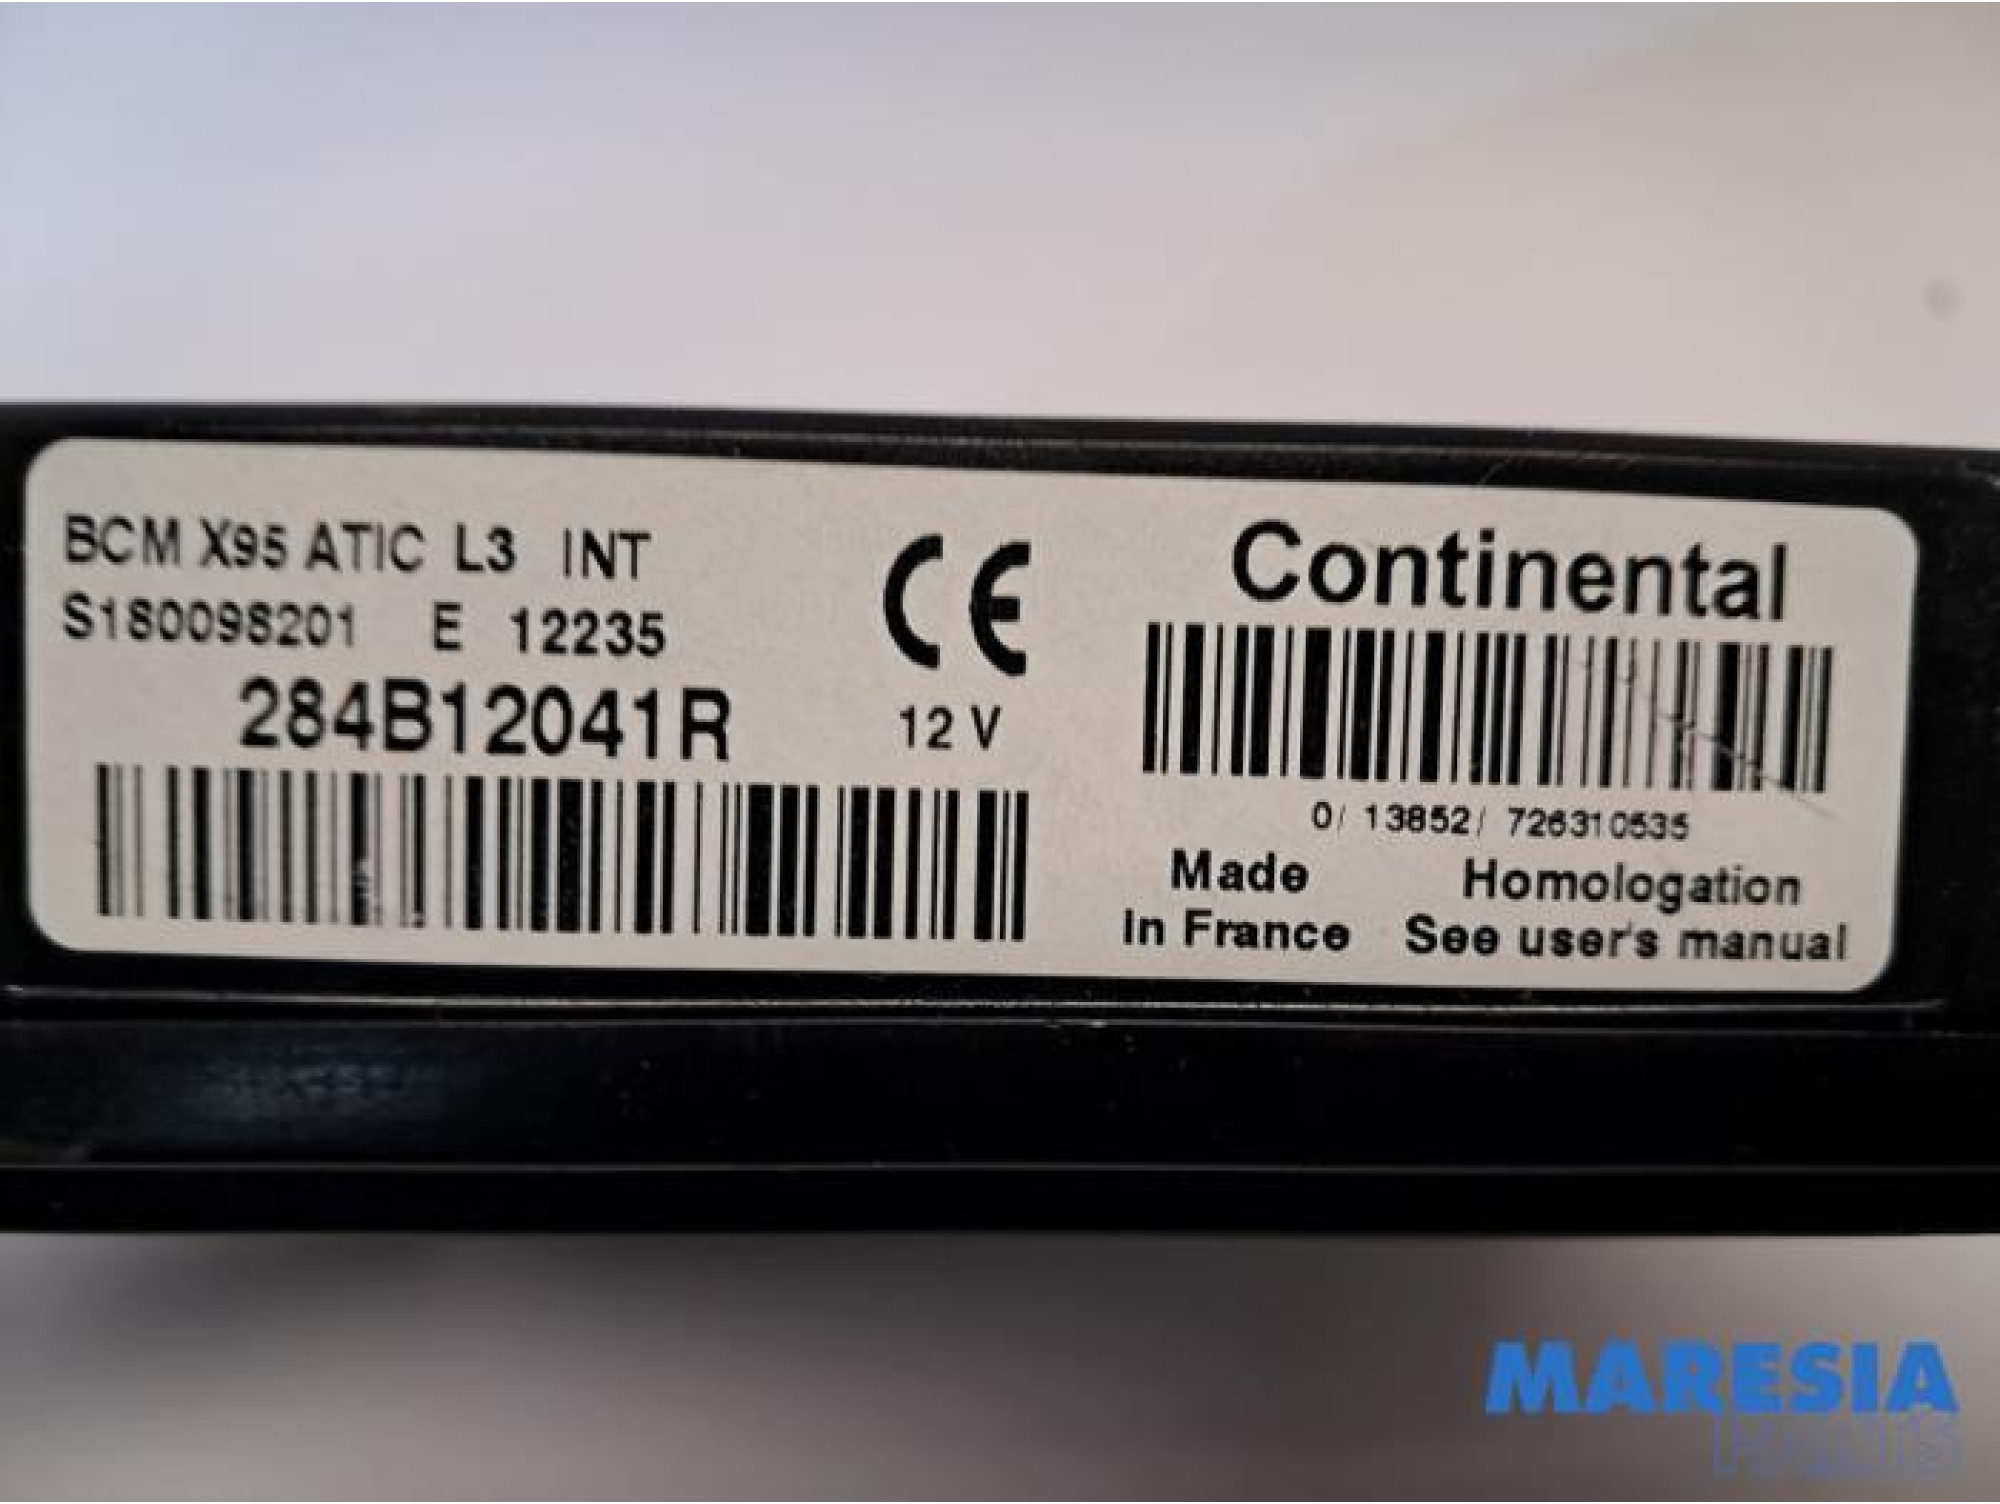 BCM X95 ATIC L3 INT
S180098201 E 12235
284B12041R
CE
12 V
Continental
0/ 13852/ 726310535
Made
in France
Homologation
See user's manual
MARESIA
PARTS